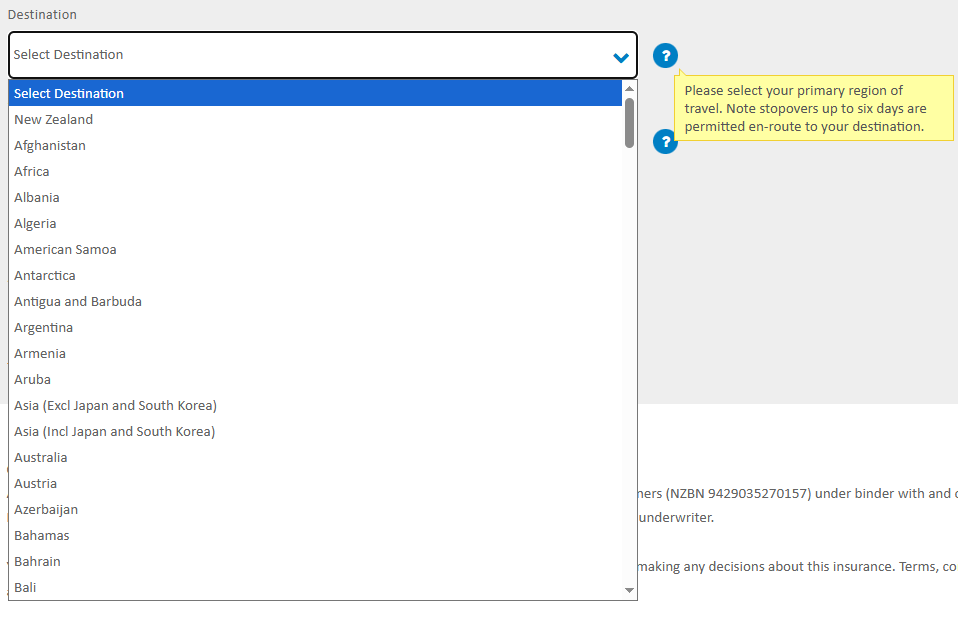 Destination
Select Destination
?
Please select your primary region of
travel. Note stopovers up to six days are
permitted en-route to your destination.
?
Select Destination
New Zealand
Afghanistan
Africa
Albania
Algeria
American Samoa
Antarctica
Antigua and Barbuda
Argentina
Armenia
Aruba
Asia (Excl Japan and South Korea)
Asia (Incl Japan and South Korea)
Australia
Austria
Azerbaijan
Bahamas
Bahrain
Bali
(NZBN 9429035270157) under binder with and
underwriter.
making any decisions about this insurance. Terms,